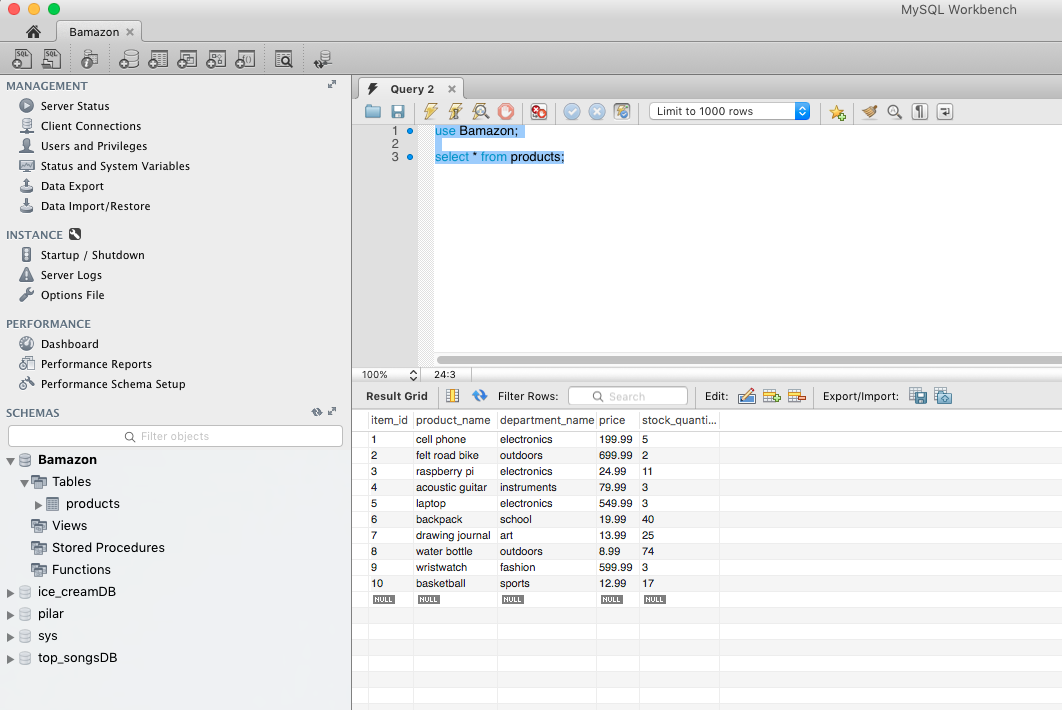 MySQL Workbench
Bamazon
MANAGEMENT
Server Status
Client Connections
Users and Privileges
Status and System Variables
Data Export
Data Import/Restore
INSTANCE
Startup / Shutdown
Server Logs
Options File
PERFORMANCE
Dashboard
Performance Reports
Performance Schema Setup
SCHEMAS
Filter objects
Bamazon
Tables
products
Views
Stored Procedures
Functions
ice_creamDB
pilar
sys
top_songsDB
Query 2
Limit to 1000 rows
1 use Bamazon;
2
3 select * from products;
100% 24:3
Result Grid Filter Rows: Search Edit: Export/Import:
item_id product_name department_name price stock_quanti...
1 cell phone electronics 199.99 5
2 felt road bike outdoors 699.99 2
3 raspberry pi electronics 24.99 11
4 acoustic guitar instruments 79.99 3
5 laptop electronics 549.99 3
6 backpack school 19.99 40
7 drawing journal art 13.99 25
8 water bottle outdoors 8.99 74
9 wristwatch fashion 599.99 3
10 basketball sports 12.99 17
NULL NULL NULL NULL NULL